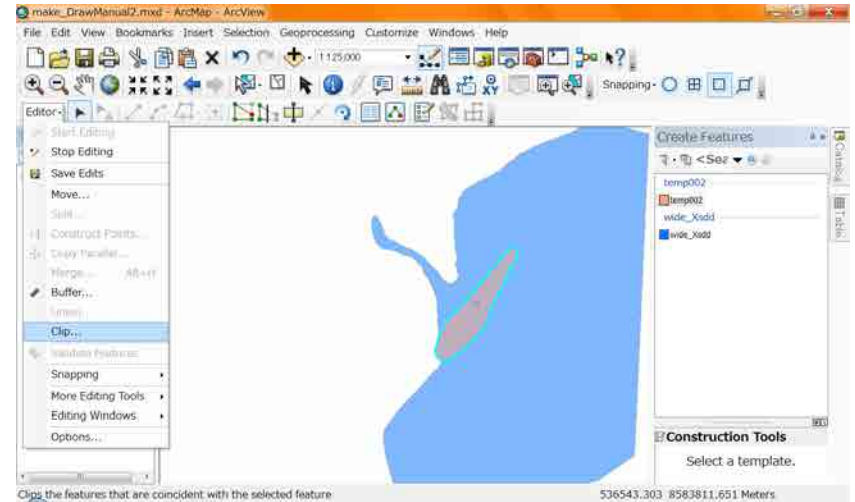 make_DrawManual2.mxd - ArcMap - ArcView
File Edit View Bookmarks Insert Selection Geoprocessing Customize Windows Help
1:125,000
Snapping
Editor
Start Editing
Stop Editing
Save Edits
Move...
Split...
Construct Points...
Copy Parallel...
Merge...
Buffer...
Union...
Clip...
Validate Features
Snapping
More Editing Tools
Editing Windows
Options...
Create Features
<Sea
temp002
temp002
wide_Xsdd
wide_Xsdd
Construction Tools
Select a template.
Catalog
Table
Clips the features that are coincident with the selected feature
536543.303 8583811.651 Meters